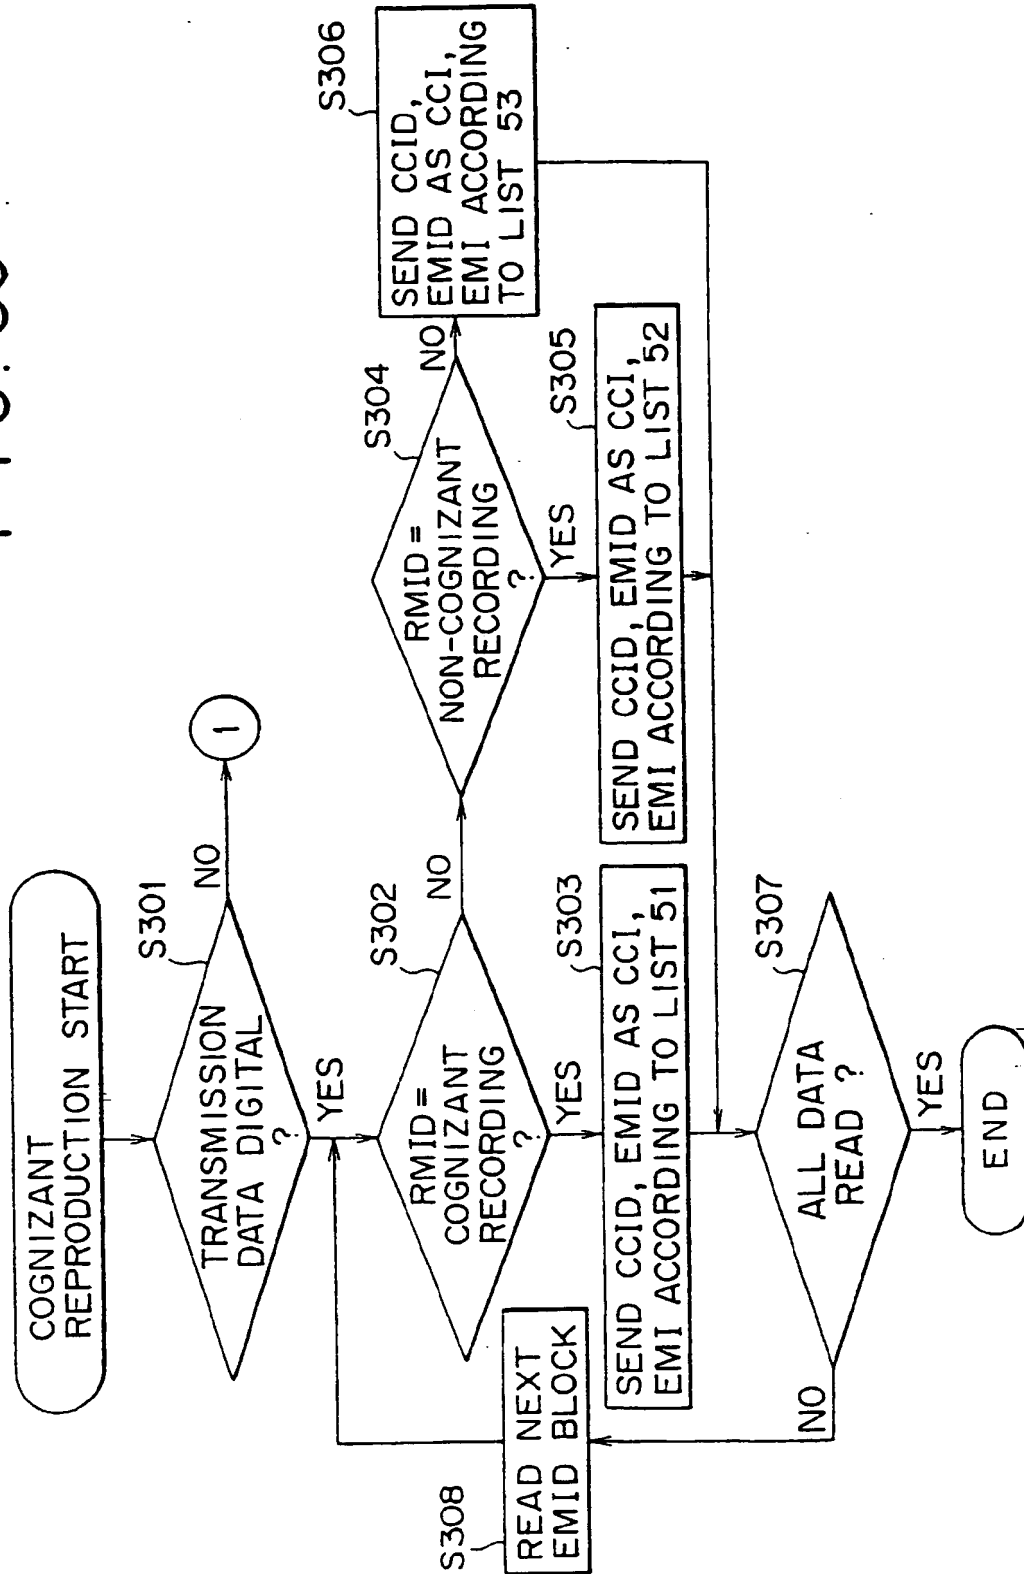 COGNIZANT
REPRODUCTION START
S301
TRANSMISSION
DATA DIGITAL
?
NO
1
YES
S302
RMID=
COGNIZANT
RECORDING
?
NO
YES
S303
SEND CCID, EMID AS CCI,
EMI ACCORDING TO LIST 51
S304
RMID=
NON-COGNIZANT
RECORDING
?
NO
YES
S305
SEND CCID, EMID AS CCI,
EMI ACCORDING TO LIST 52
S306
SEND CCID,
EMID AS CCI,
EMI ACCORDING
TO LIST 53
S307
ALL DATA
READ ?
NO
YES
S308
READ NEXT
EMID BLOCK
END